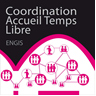 Coordination
Accueil Temps
Libre
ENGIS